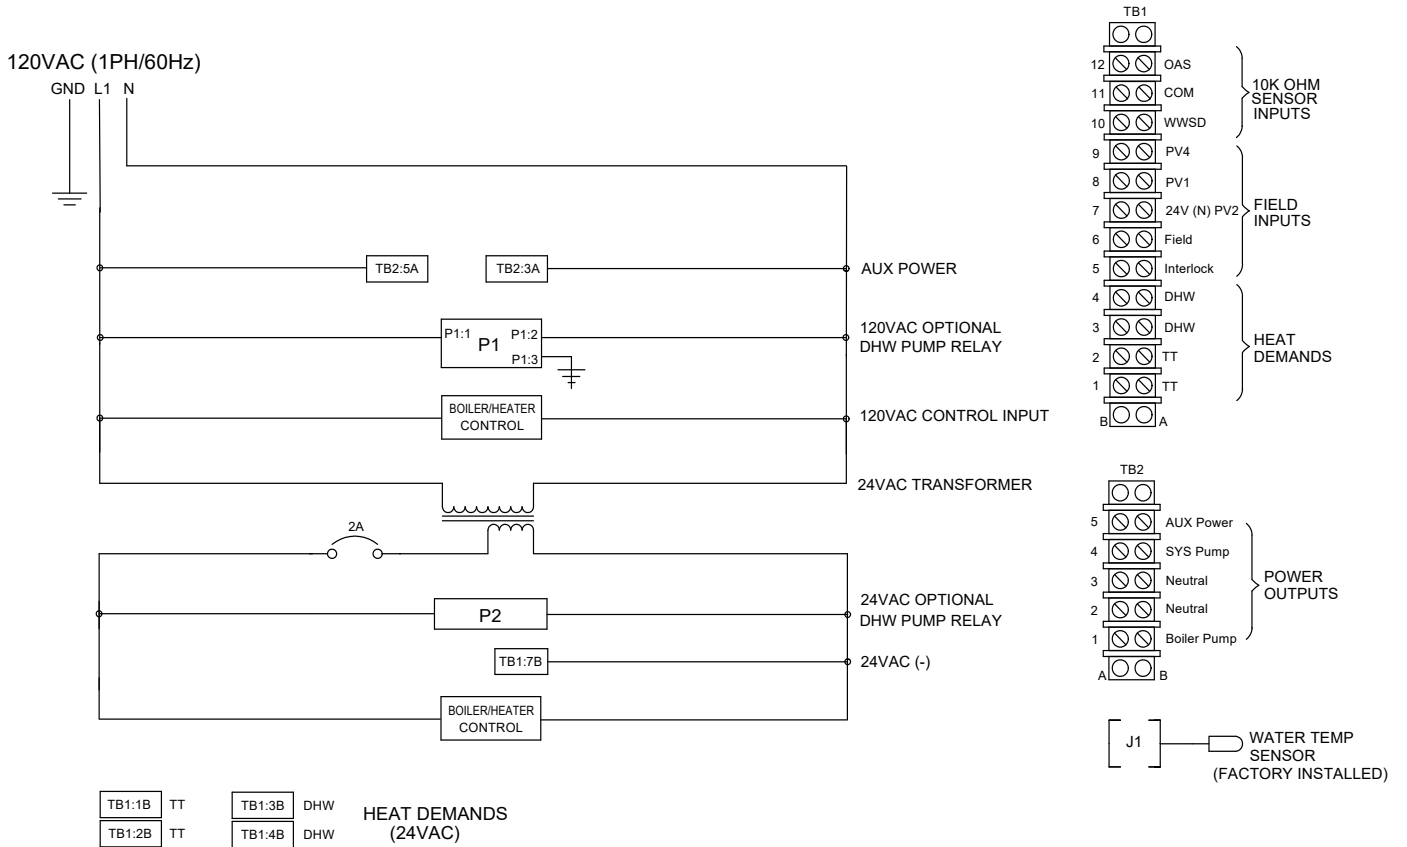 120VAC (1PH/60Hz)
GND L1 N
TB2:5A
TB2:3A
AUX POWER
P1:1
P1
P1:2
P1:3
120VAC OPTIONAL
DHW PUMP RELAY
BOILER/HEATER
CONTROL
120VAC CONTROL INPUT
24VAC TRANSFORMER
2A
P2
24VAC OPTIONAL
DHW PUMP RELAY
TB1:7B
24VAC (-)
BOILER/HEATER
CONTROL
TB1:1B TT
TB1:2B TT
TB1:3B DHW
TB1:4B DHW
HEAT DEMANDS
(24VAC)
TB1
12 OAS
11 COM
10 WWSD
9 PV4
8 PV1
7 24V (N) PV2
6 Field
5 Interlock
4 DHW
3 DHW
2 TT
1 TT
B A
10K OHM
SENSOR
INPUTS
FIELD
INPUTS
HEAT
DEMANDS
TB2
5 AUX Power
4 SYS Pump
3 Neutral
2 Neutral
1 Boiler Pump
A B
POWER
OUTPUTS
J1
WATER TEMP
SENSOR
(FACTORY INSTALLED)